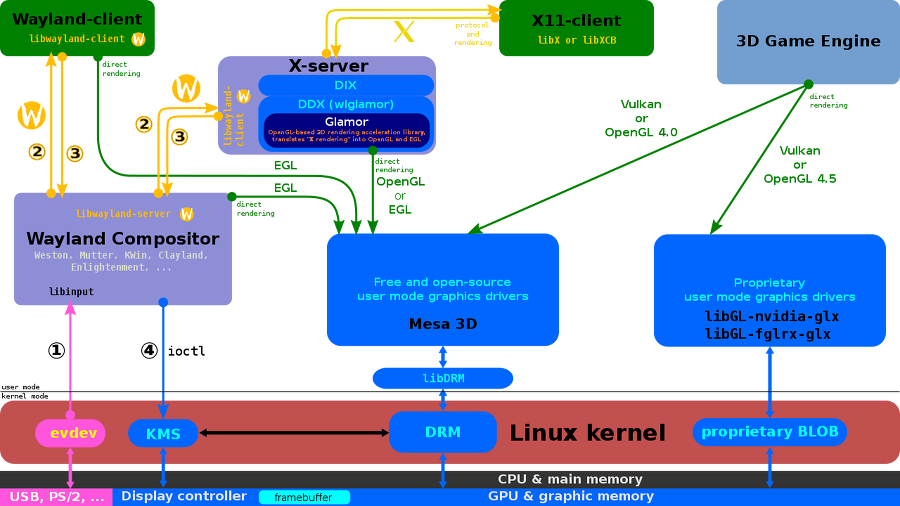 Wayland-client
libwayland-client W
direct
rendering
X
protocol
and
rendering
X11-client
libX or libXCB
3D Game Engine
direct
rendering
X-server
libwayland-
client W
DIX
DDX (wlglamor)
Glamor
OpenGL-based 2D rendering acceleration library,
translates "X rendering" into OpenGL and EGL
direct
rendering
W
W
②
③
②
③
EGL
EGL
direct
rendering
OpenGL
or
EGL
Vulkan
or
OpenGL 4.0
Vulkan
or
OpenGL 4.5
libwayland-server W
Wayland Compositor
Weston, Mutter, KWin, Clayland,
Enlightenment, ...
libinput
Free and open-source
user mode graphics drivers
Mesa 3D
Proprietary
user mode graphics drivers
libGL-nvidia-glx
libGL-fglrx-glx
①
④ ioctl
libDRM
user mode
kernel mode
evdev
KMS
DRM
Linux kernel
proprietary BLOB
CPU & main memory
USB, PS/2, ...
Display controller
framebuffer
GPU & graphic memory